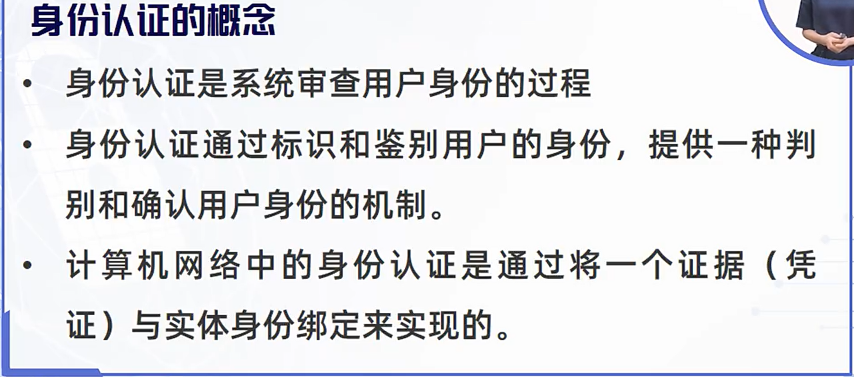 身份认证的概念
• 身份认证是系统审查用户身份的过程
• 身份认证通过标识和鉴别用户的身份，提供一种判
别和确认用户身份的机制。
• 计算机网络中的身份认证是通过将一个证据（凭
证）与实体身份绑定来实现的。